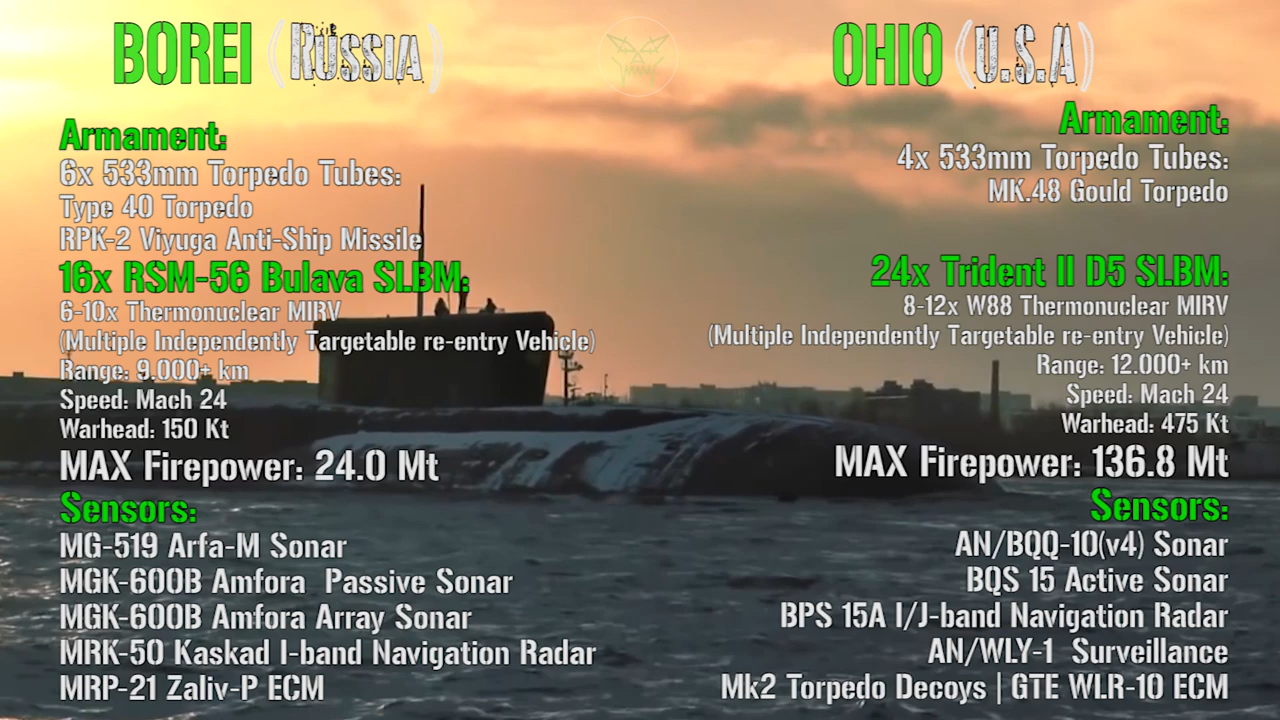 BOREI (RUSSIA)
Armament:
6x 533mm Torpedo Tubes:
Type 40 Torpedo
RPK-2 Viyuga Anti-Ship Missile
16x RSM-56 Bulava SLBM:
6-10x Thermonuclear MIRV
(Multiple Independently Targetable re-entry Vehicle)
Range: 9.000+ km
Speed: Mach 24
Warhead: 150 Kt
MAX Firepower: 24.0 Mt
Sensors:
MG-519 Arfa-M Sonar
MGK-600B Amfora Passive Sonar
MGK-600B Amfora Array Sonar
MRK-50 Kaskad I-band Navigation Radar
MRP-21 Zaliv-P ECM
OHIO (U.S.A)
Armament:
4x 533mm Torpedo Tubes:
MK.48 Gould Torpedo
24x Trident II D5 SLBM:
8-12x W88 Thermonuclear MIRV
(Multiple Independently Targetable re-entry Vehicle)
Range: 12.000+ km
Speed: Mach 24
Warhead: 475 Kt
MAX Firepower: 136.8 Mt
Sensors:
AN/BQQ-10(v4) Sonar
BQS 15 Active Sonar
BPS 15A I/J-band Navigation Radar
AN/WLY-1 Surveillance
Mk2 Torpedo Decoys | GTE WLR-10 ECM